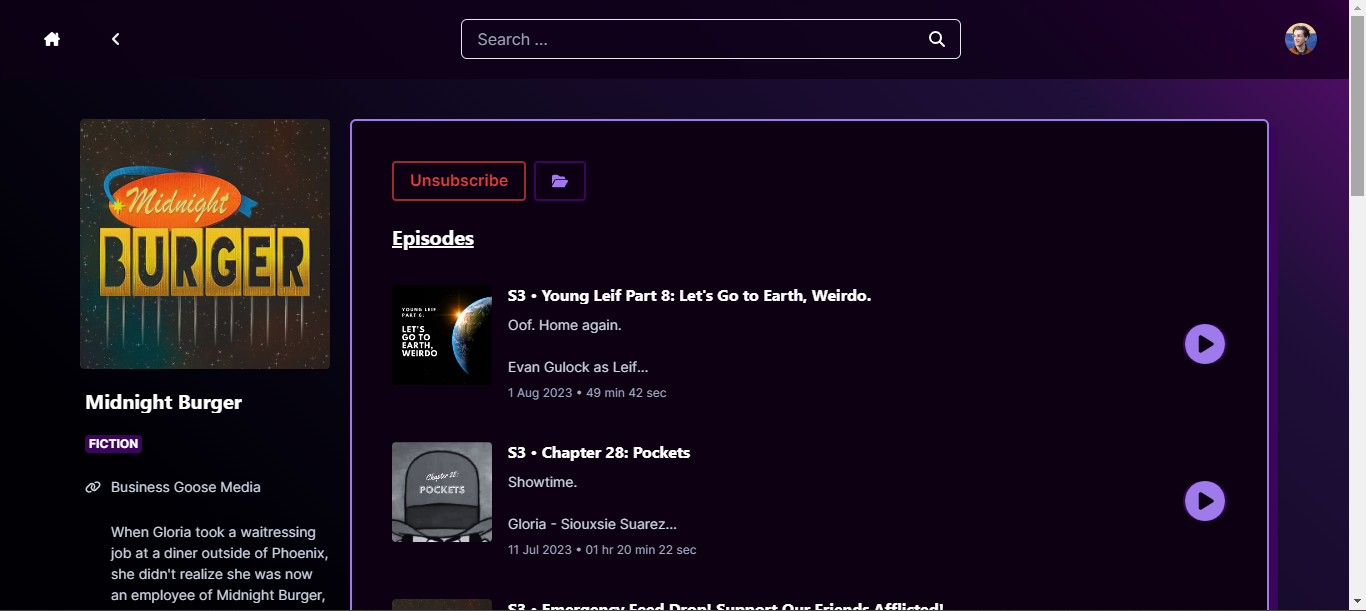 Search ...
Midnight
BURGER
Midnight Burger
FICTION
Business Goose Media
When Gloria took a waitressing
job at a diner outside of Phoenix,
she didn't realize she was now
an employee of Midnight Burger,
Unsubscribe
Episodes
YOUNG LEIF
PART 8:
LET'S
GO TO
EARTH,
WEIRDO
S3 • Young Leif Part 8: Let's Go to Earth, Weirdo.
Oof. Home again.
Evan Gulock as Leif...
1 Aug 2023 • 49 min 42 sec
Chapter 28:
POCKETS
S3 • Chapter 28: Pockets
Showtime.
Gloria - Siouxsie Suarez...
11 Jul 2023 • 01 hr 20 min 22 sec
S3 • Emergency Feed Drop! Support Our Friends Afflicted!